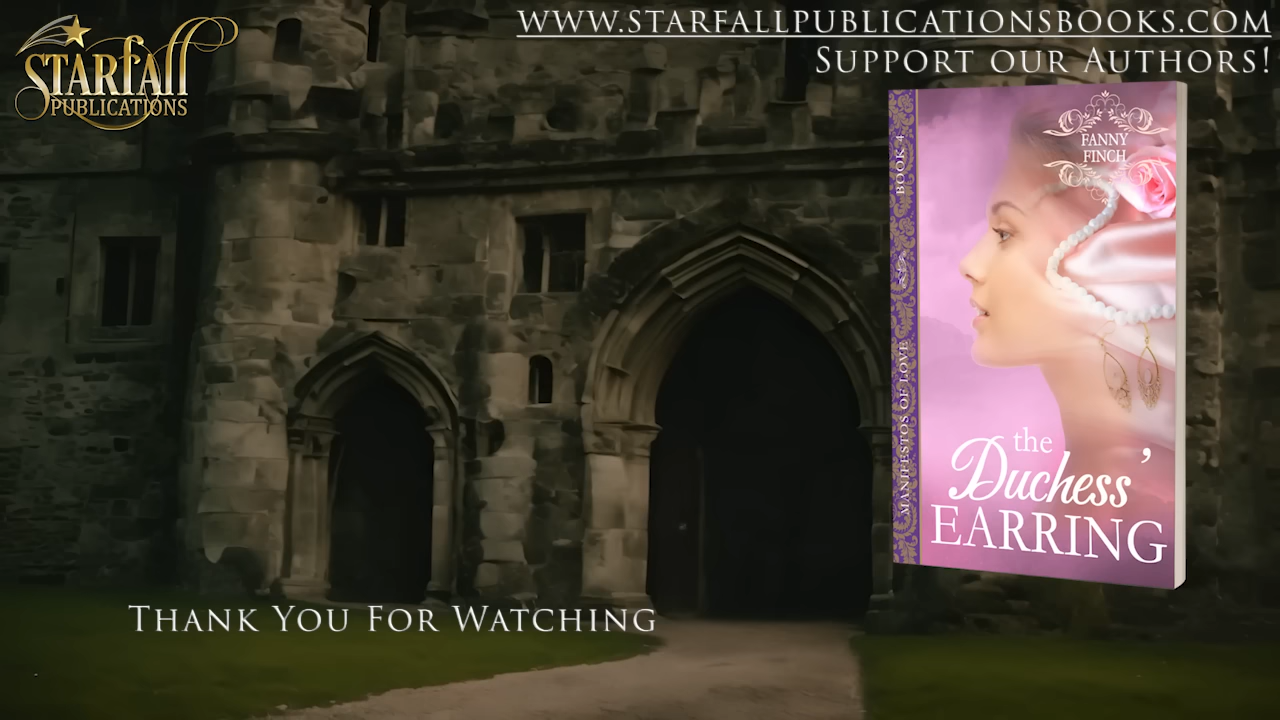 STARfall
PUBLICATIONS
WWW.STARFALLPUBLICATIONSBOOKS.COM
SUPPORT OUR AUTHORS!
FANNY
FINCH
BOOK 4
MANIFESTOS OF LOVE
the
Duchess'
EARRING
THANK YOU FOR WATCHING